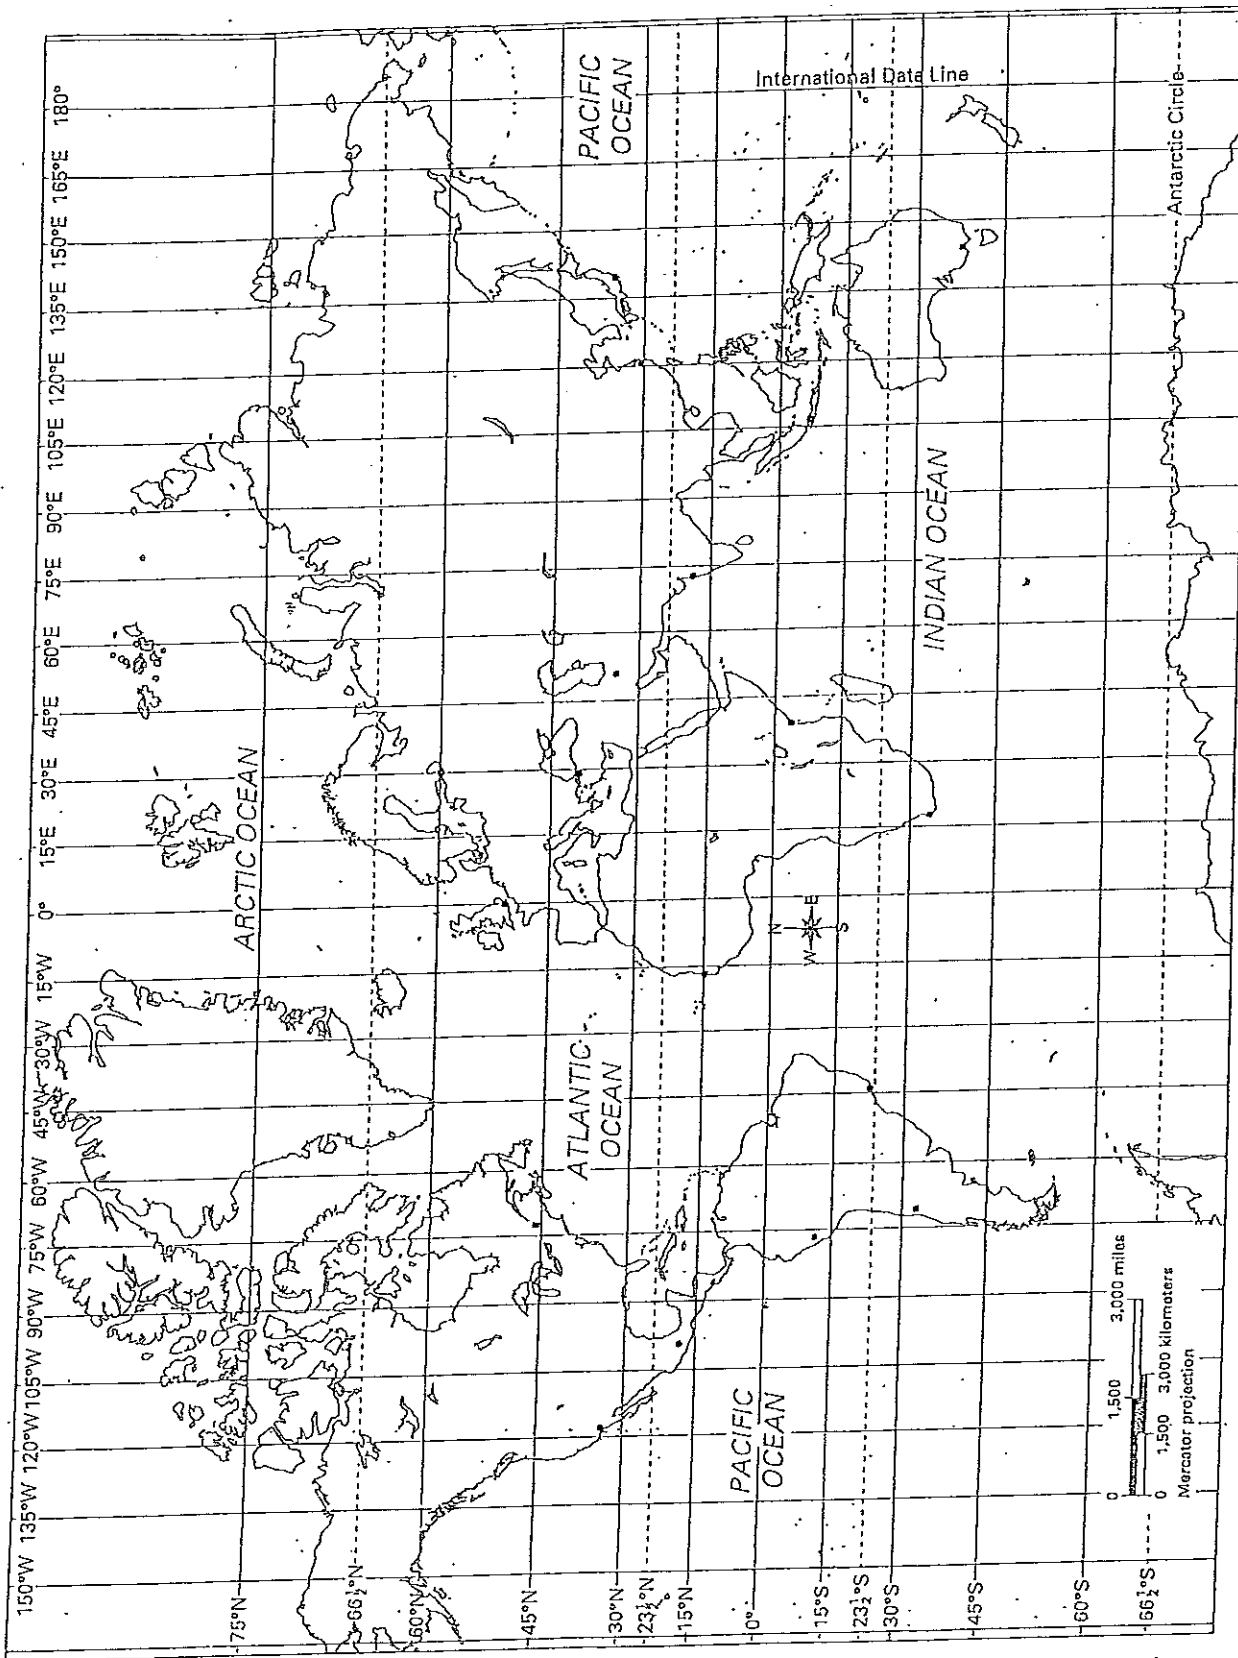 150°W 135°W 120°W 105°W 90°W 75°W 60°W 45°W 30°W 15°W 0° 15°E 30°E 45°E 60°E 75°E 90°E 105°E 120°E 135°E 150°E 165°E 180°
ARCTIC OCEAN
75°N
66½°N
60°N
45°N
30°N
23½°N
15°N
0°
15°S
23½°S
30°S
45°S
60°S
66½°S
ATLANTIC
OCEAN
PACIFIC
OCEAN
PACIFIC
OCEAN
International Data Line
INDIAN OCEAN
N
W
E
S
Antarctic Circle
0 1,500 3,000 miles
0 1,500 3,000 kilometers
Mercator projection